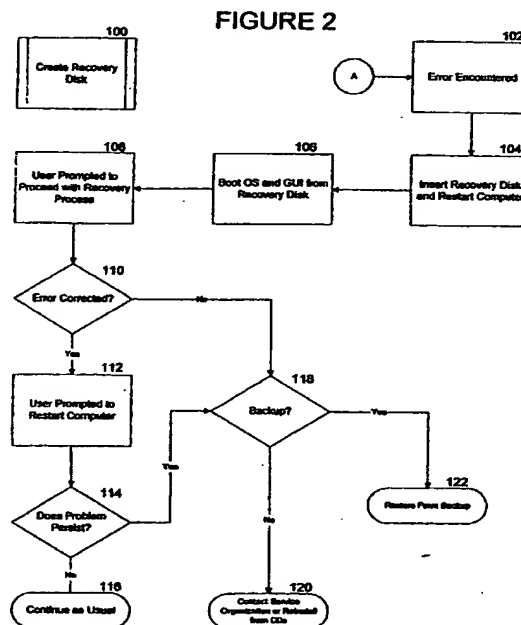 FIGURE 2
100
Create Recovery
Disk
A
102
Error Encountered
104
Insert Recovery Disk
and Restart Computer
106
Boot OS and GUI from
Recovery Disk
108
User Prompted to
Proceed with Recovery
Process
110
Error Corrected?
No
Yes
112
User Prompted to
Restart Computer
114
Does Problem
Persist?
Yes
No
116
Continue as Usual
118
Backup?
Yes
No
122
Restore From Backup
120
Contact Service
Organization or Reinstall
from CDs